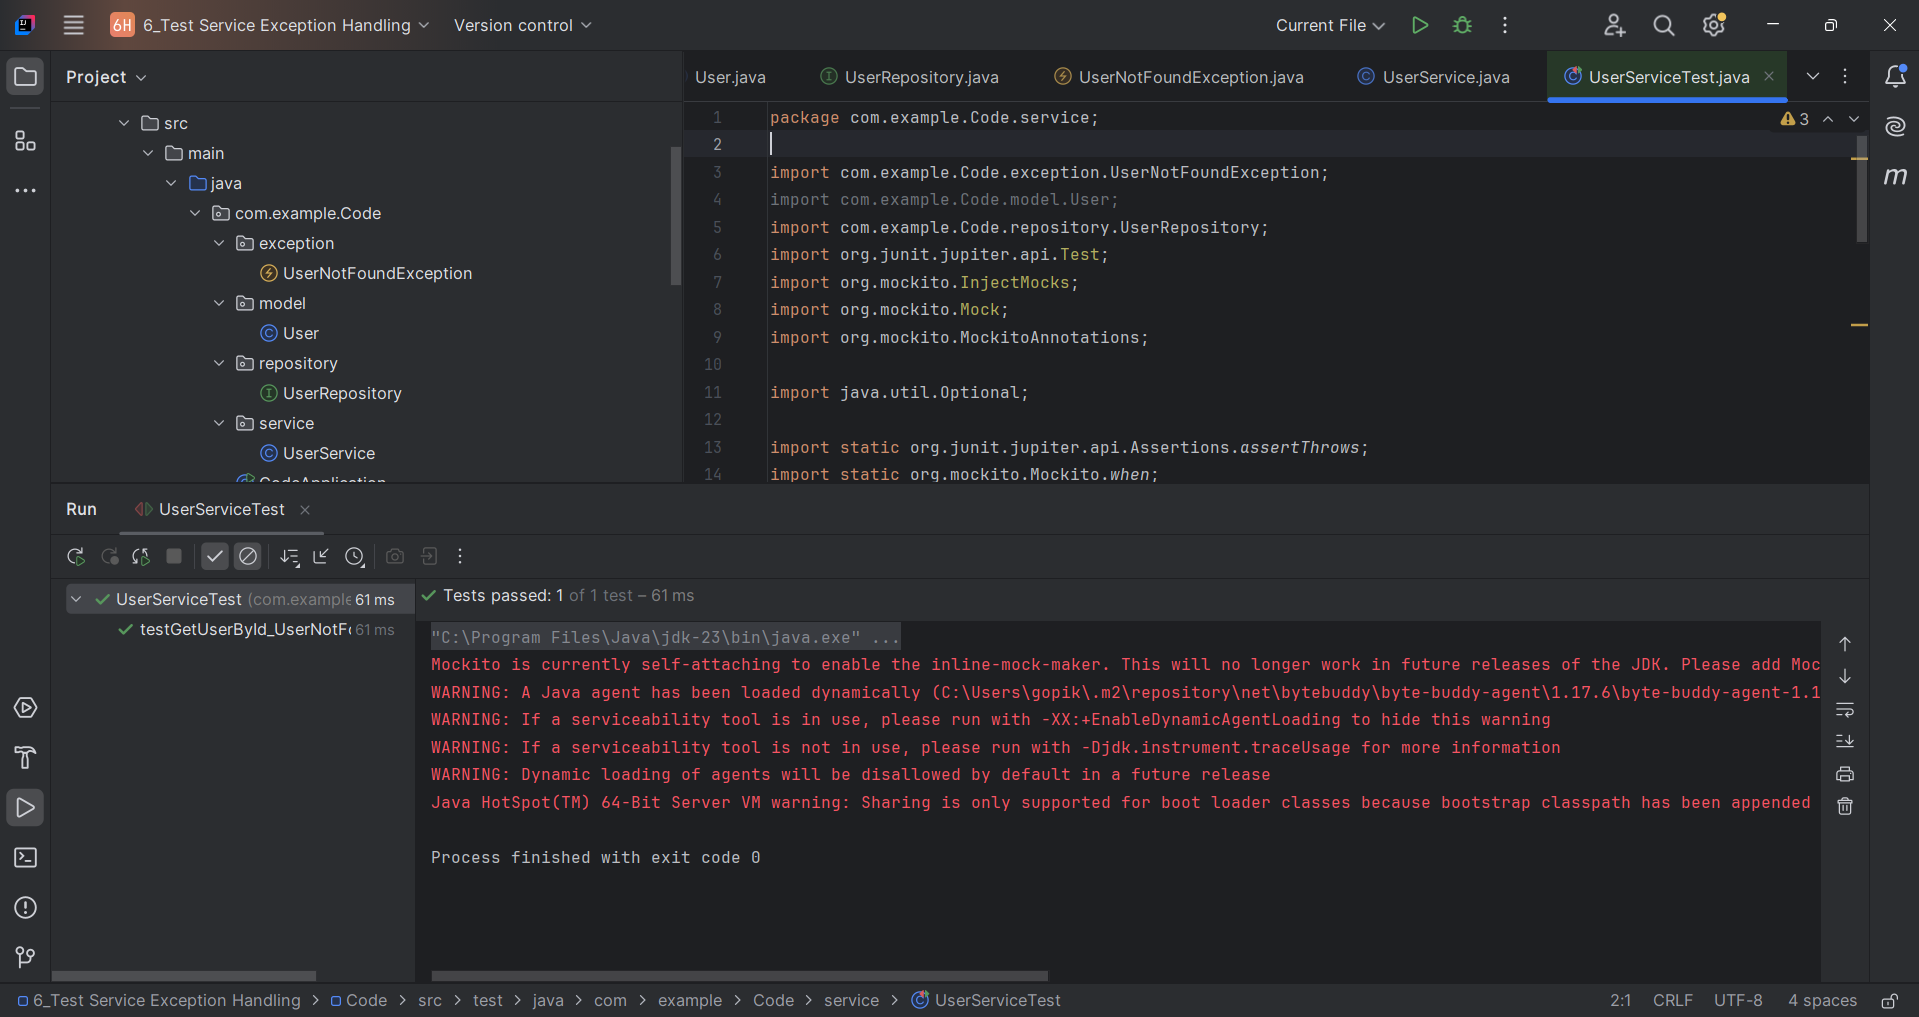 6H 6_Test Service Exception Handling Version control Current File
Project
User.java UserRepository.java UserNotFoundException.java UserService.java UserServiceTest.java
src
main
java
com.example.Code
exception
UserNotFoundException
model
User
repository
UserRepository
service
UserService
CodeApplication
3
1 package com.example.Code.service;
2
3 import com.example.Code.exception.UserNotFoundException;
4 import com.example.Code.model.User;
5 import com.example.Code.repository.UserRepository;
6 import org.junit.jupiter.api.Test;
7 import org.mockito.InjectMocks;
8 import org.mockito.Mock;
9 import org.mockito.MockitoAnnotations;
10
11 import java.util.Optional;
12
13 import static org.junit.jupiter.api.Assertions.assertThrows;
14 import static org.mockito.Mockito.when;
Run UserServiceTest
UserServiceTest (com.example 61 ms
testGetUserById_UserNotF 61 ms
Tests passed: 1 of 1 test – 61 ms
"C:\Program Files\Java\jdk-23\bin\java.exe" ...
Mockito is currently self-attaching to enable the inline-mock-maker. This will no longer work in future releases of the JDK. Please add Moc
WARNING: A Java agent has been loaded dynamically (C:\Users\gopik\.m2\repository\net\bytebuddy\byte-buddy-agent\1.17.6\byte-buddy-agent-1.1
WARNING: If a serviceability tool is in use, please run with -XX:+EnableDynamicAgentLoading to hide this warning
WARNING: If a serviceability tool is not in use, please run with -Djdk.instrument.traceUsage for more information
WARNING: Dynamic loading of agents will be disallowed by default in a future release
Java HotSpot(TM) 64-Bit Server VM warning: Sharing is only supported for boot loader classes because bootstrap classpath has been appended
Process finished with exit code 0
6_Test Service Exception Handling > Code > src > test > java > com > example > Code > service > UserServiceTest
2:1 CRLF UTF-8 4 spaces